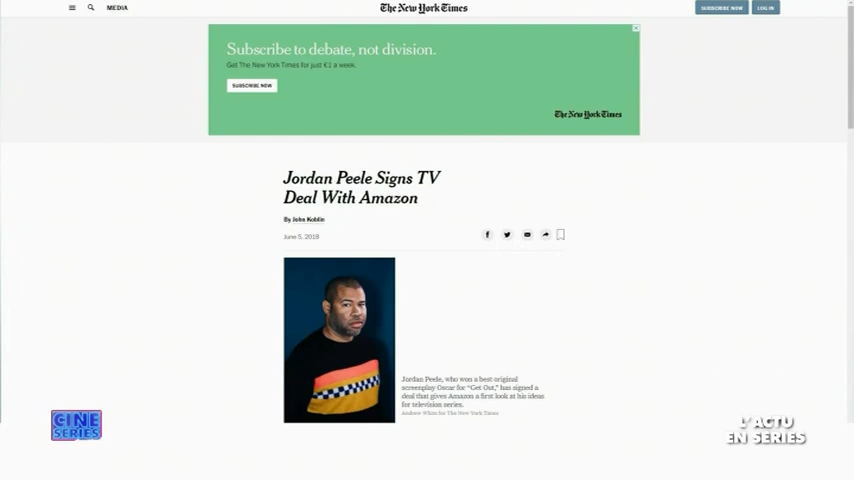 MEDIA
The New York Times
SUBSCRIBE NOW
LOG IN
Subscribe to debate, not division.
Get The New York Times for just €1 a week.
SUBSCRIBE NOW
The New York Times
Jordan Peele Signs TV
Deal With Amazon
By John Koblin
June 5, 2018
Jordan Peele, who won a best original
screenplay Oscar for “Get Out,” has signed a
deal that gives Amazon a first look at his ideas
for television series.
Andrew White for The New York Times
CINE
SERIES
L'ACTU
EN SERIES